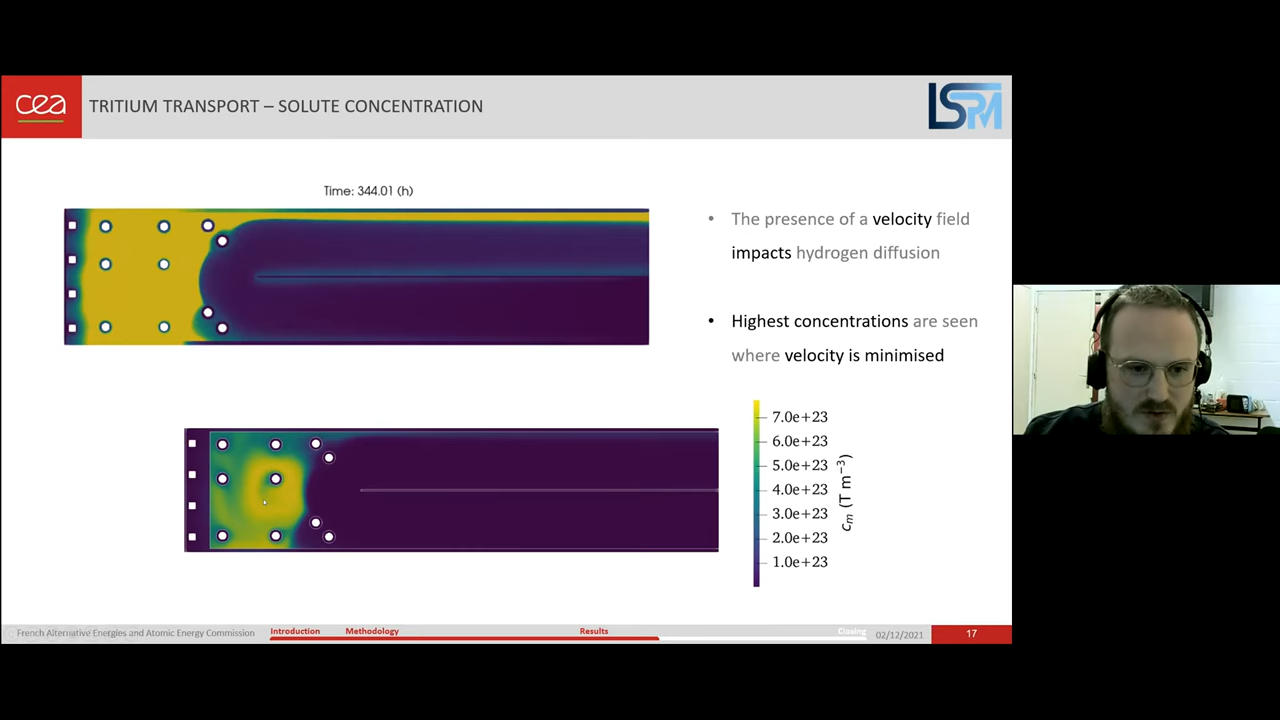 cea
TRITIUM TRANSPORT – SOLUTE CONCENTRATION
LSPM
Time: 344.01 (h)
• The presence of a velocity field
impacts hydrogen diffusion
• Highest concentrations are seen
where velocity is minimised
7.0e+23
6.0e+23
5.0e+23
4.0e+23
3.0e+23
2.0e+23
1.0e+23
cₘ (T m⁻³)
French Alternative Energies and Atomic Energy Commission
Introduction
Methodology
Results
Closing
02/12/2021
17